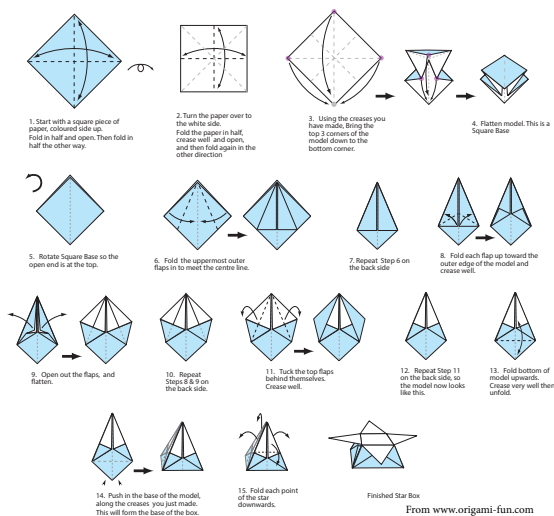 1. Start with a square piece of
paper, coloured side up.
Fold in half and open. Then fold in
half the other way.
2. Turn the paper over to
the white side.
Fold the paper in half,
crease well and open,
and then fold again in the
other direction
3. Using the creases you
have made, Bring the
top 3 corners of the
model down to the
bottom corner.
4. Flatten model. This is a
Square Base
5. Rotate Square Base so the
open end is at the top.
6. Fold the uppermost outer
flaps in to meet the centre line.
7. Repeat Step 6 on
the back side
8. Fold each flap up toward the
outer edge of the model and
crease well.
9. Open out the flaps, and
flatten.
10. Repeat
Steps 8 & 9 on
the back side.
11. Tuck the top flaps
behind themselves.
Crease well.
12. Repeat Step 11
on the back side, so
the model now looks
like this.
13. Fold bottom of
model upwards.
Crease very well then
unfold.
14. Push in the base of the model,
along the creases you just made.
This will form the base of the box.
15. Fold each point
of the star
downwards.
Finished Star Box
From www.origami-fun.com